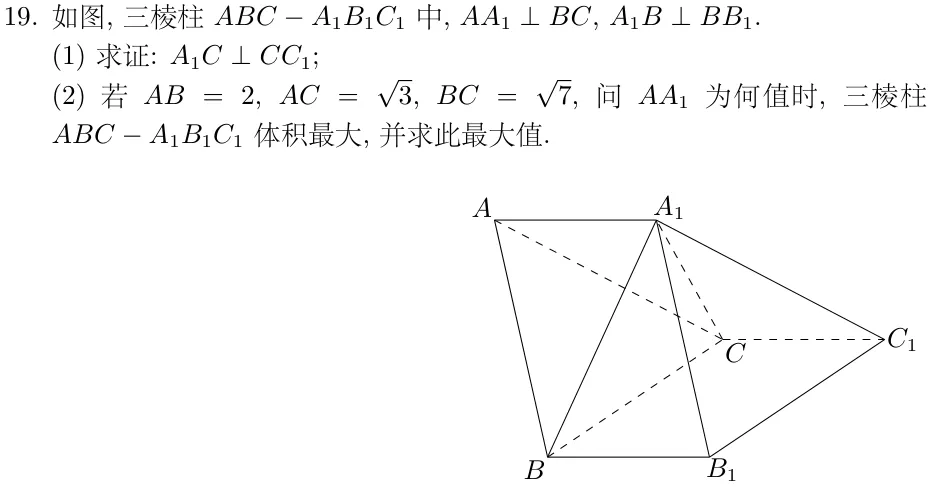 19. 如图, 三棱柱 ABC − A₁B₁C₁ 中, AA₁ ⊥ BC, A₁B ⊥ BB₁.
(1) 求证: A₁C ⊥ CC₁;
(2) 若 AB = 2, AC = √3, BC = √7, 问 AA₁ 为何值时, 三棱柱
ABC − A₁B₁C₁ 体积最大, 并求此最大值.
A
A₁
C
C₁
B
B₁